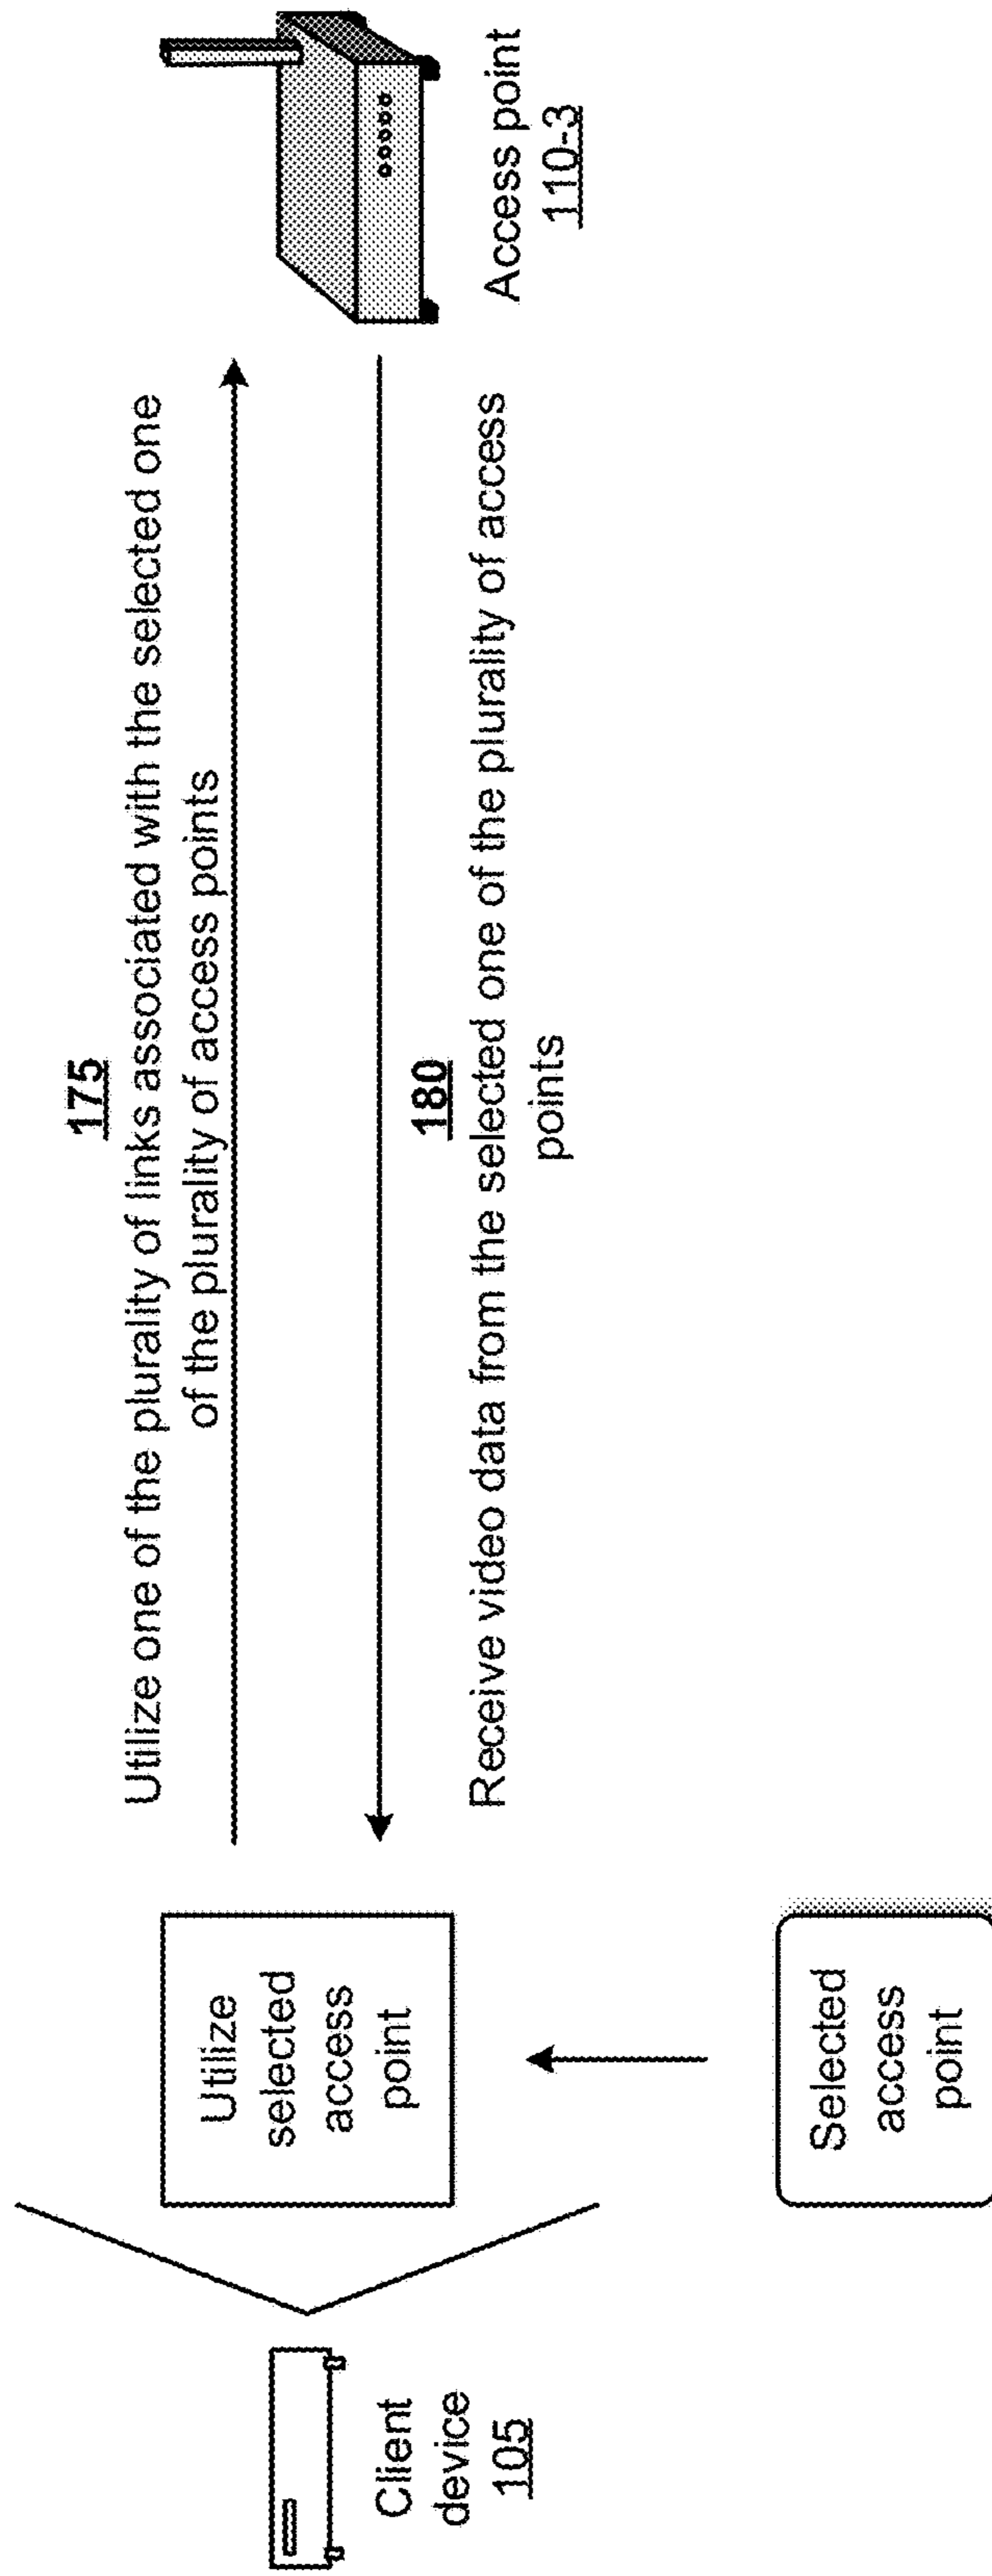 175
Utilize one of the plurality of links associated with the selected one
of the plurality of access points
180
Receive video data from the selected one of the plurality of access
points
Utilize
selected
access
point
Client
device
105
Access point
110-3
Selected
access
point